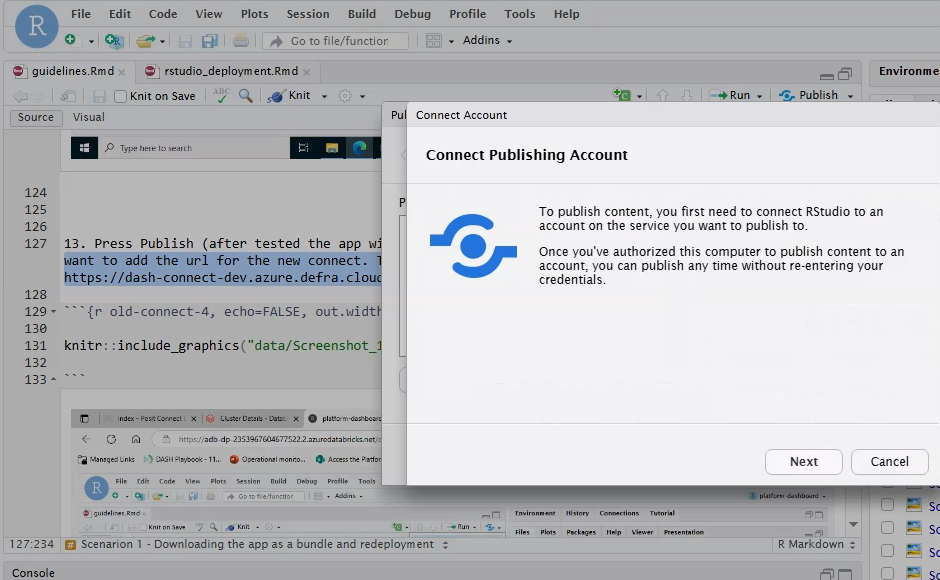 File Edit Code View Plots Session Build Debug Profile Tools Help
R
Go to file/function Addins
guidelines.Rmd rstudio_deployment.Rmd
Environme
Knit on Save ABC Knit Run Publish
Source Visual
Pul
Connect Account
Connect Publishing Account
Type here to search
To publish content, you first need to connect RStudio to an
account on the service you want to publish to.
Once you've authorized this computer to publish content to an
account, you can publish any time without re-entering your
credentials.
Next Cancel
P
124
125
126
127 13. Press Publish (after tested the app wi
want to add the url for the new connect. T
https://dash-connect-dev.azure.defra.cloud
128
129 ```{r old-connect-4, echo=FALSE, out.width
130
131 knitr::include_graphics("data/Screenshot_1
132
133 ```
index – Posit Connect Cluster Details - Datab platform-dashboard
https://adb-dp-2353967604677522.2.azuredatabricks.net/
Managed Links DASH Playbook - 11... Operational monito... Access the Platfor
File Edit Code View Plots Session Build Debug Profile Tools
R
Go to file/function Addins platform-dashboard
guidelines.Rmd
Environment History Connections Tutorial
Knit on Save Knit Run
Files Plots Packages Help Viewer Presentation
127:234 # Scenarion 1 - Downloading the app as a bundle and redeployment R Markdown
Console
Sc
Sc
Sc